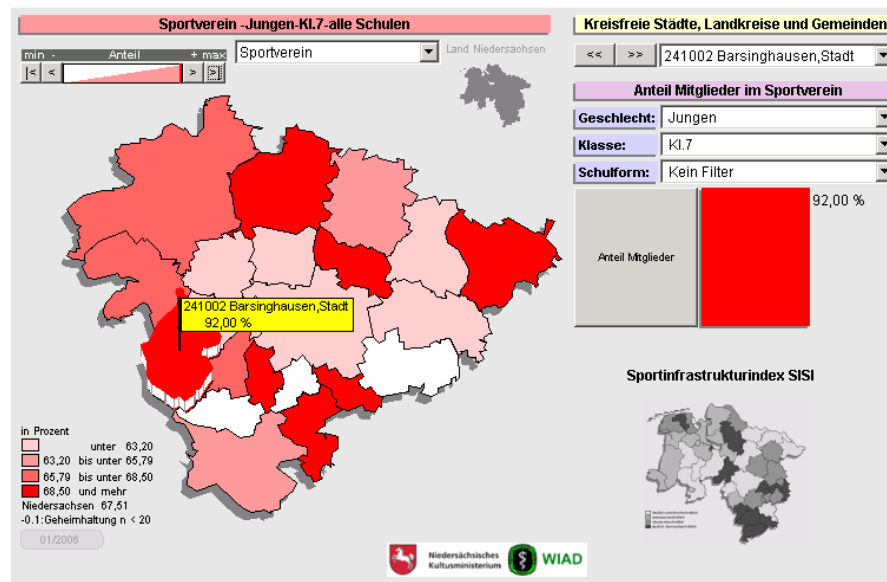 Sportverein -Jungen-Kl.7-alle Schulen
min - Anteil + max
|< < > >|
Sportverein
Land Niedersachsen
241002 Barsinghausen,Stadt
92,00 %
in Prozent
unter 63,20
63,20 bis unter 65,79
65,79 bis unter 68,50
68,50 und mehr
Niedersachsen 67,51
-0.1:Geheimhaltung n < 20
01/2006
Kreisfreie Städte, Landkreise und Gemeinden
<< >> 241002 Barsinghausen,Stadt
Anteil Mitglieder im Sportverein
Geschlecht: Jungen
Klasse: Kl.7
Schulform: Kein Filter
Anteil Mitglieder
92,00 %
Sportinfrastrukturindex SISI
Niedersächsisches
Kultusministerium
WIAD